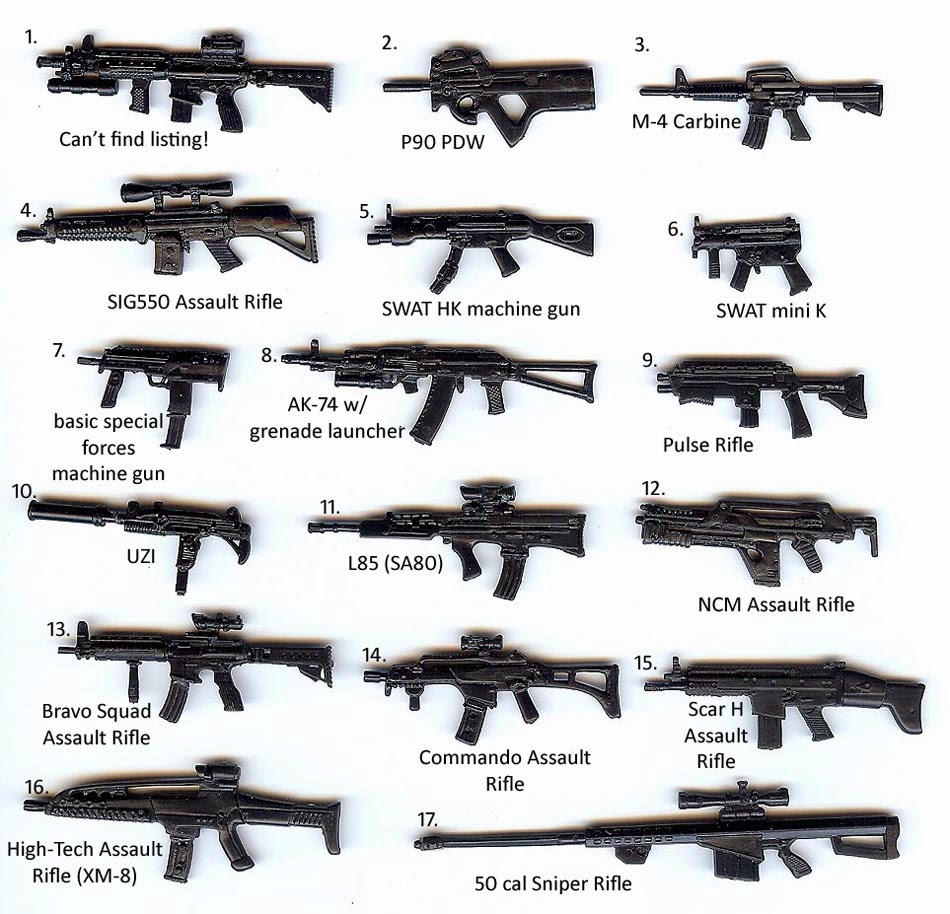 1.
Can't find listing!
2.
P90 PDW
3.
M-4 Carbine
4.
SIG550 Assault Rifle
5.
SWAT HK machine gun
6.
SWAT mini K
7.
basic special
forces
machine gun
8.
AK-74 w/
grenade launcher
9.
Pulse Rifle
10.
UZI
11.
L85 (SA80)
12.
NCM Assault Rifle
13.
Bravo Squad
Assault Rifle
14.
Commando Assault
Rifle
15.
Scar H
Assault
Rifle
16.
High-Tech Assault
Rifle (XM-8)
17.
50 cal Sniper Rifle